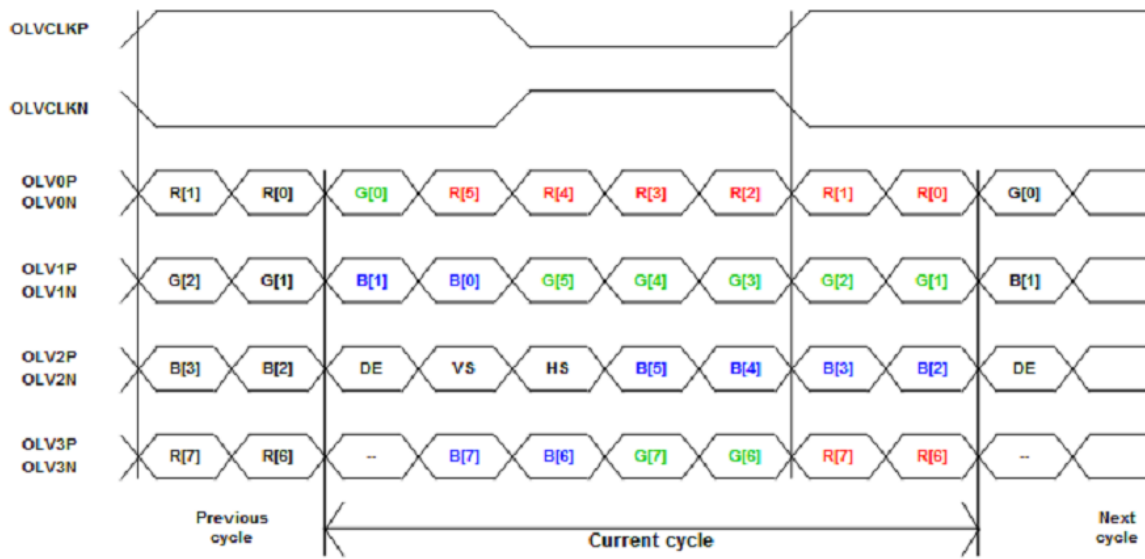 OLVCLKP
OLVCLKN
OLV0P
OLV0N
R[1] R[0] G[0] R[5] R[4] R[3] R[2] R[1] R[0] G[0]
OLV1P
OLV1N
G[2] G[1] B[1] B[0] G[5] G[4] G[3] G[2] G[1] B[1]
OLV2P
OLV2N
B[3] B[2] DE VS HS B[5] B[4] B[3] B[2] DE
OLV3P
OLV3N
R[7] R[6] -- B[7] B[6] G[7] G[6] R[7] R[6] --
Previous
cycle
Current cycle
Next
cycle